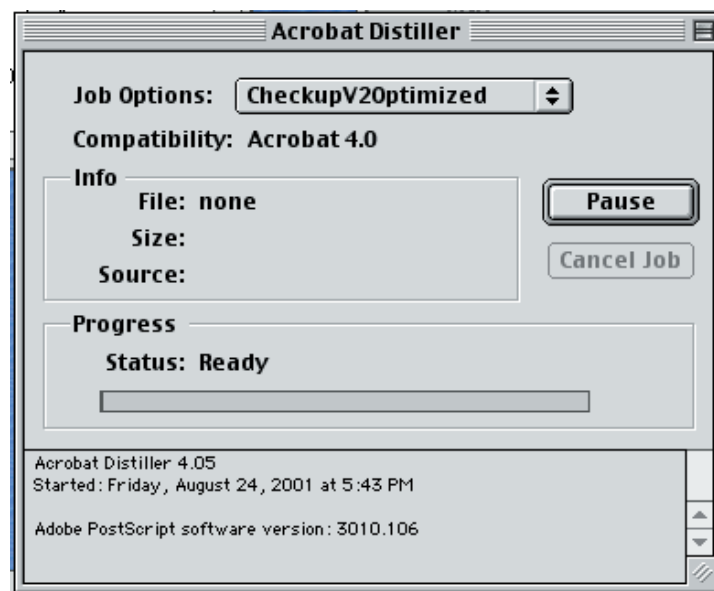 Acrobat Distiller
Job Options: CheckupV2Optimized
Compatibility: Acrobat 4.0
Info
File: none
Pause
Size:
Cancel Job
Source:
Progress
Status: Ready
Acrobat Distiller 4.05
Started: Friday, August 24, 2001 at 5:43 PM
Adobe PostScript software version: 3010.106